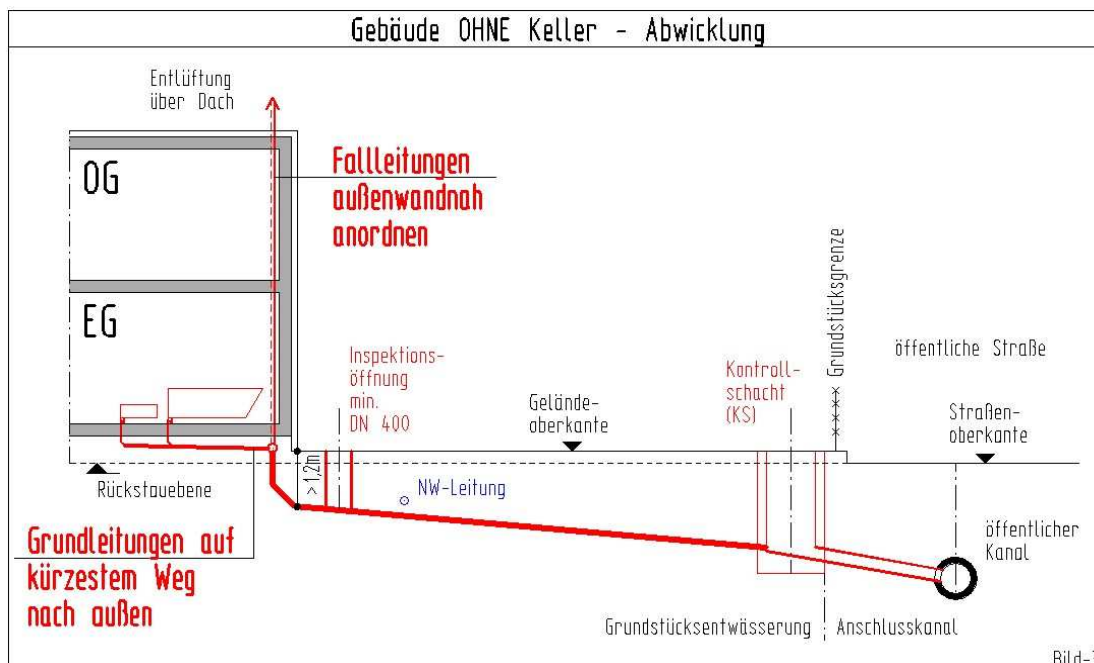 Gebäude OHNE Keller - Abwicklung
Entlüftung
über Dach
OG
Fallleitungen
außenwandnah
anordnen
EG
Inspektions-
öffnung
min.
DN 400
Kontroll-
schacht
(KS)
Grundstücksgrenze
öffentliche Straße
Gelände-
oberkante
Straßen-
oberkante
Rückstauebene
>1,2m
NW-Leitung
Grundleitungen auf
kürzestem Weg
nach außen
öffentlicher
Kanal
Grundstücksentwässerung
Anschlusskanal